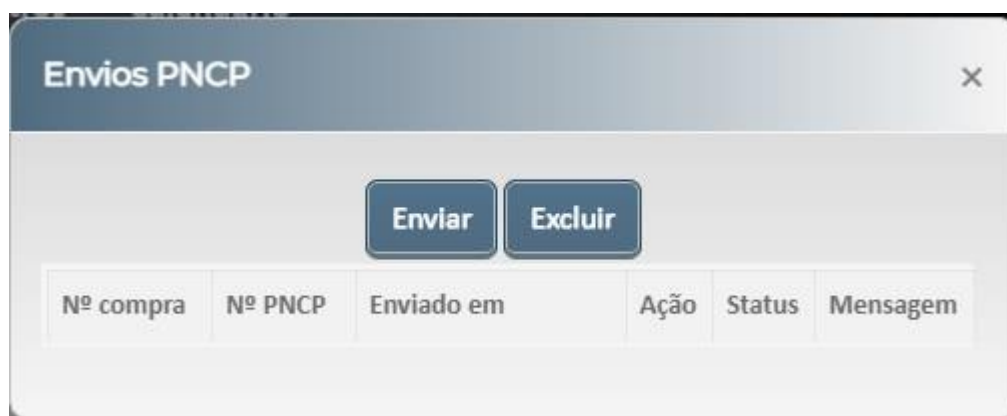 Envios PNCP
×
Enviar Excluir
Nº compra Nº PNCP Enviado em Ação Status Mensagem